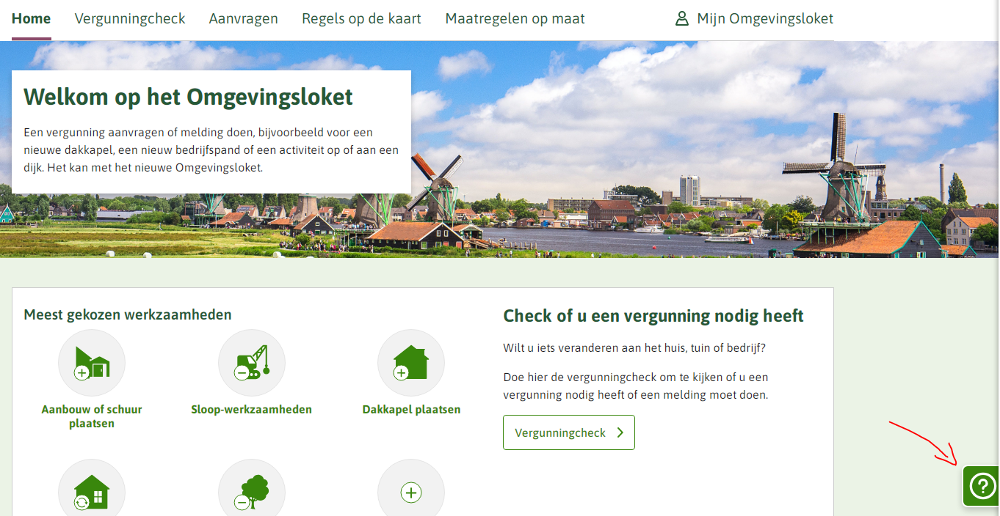 Home Vergunningcheck Aanvragen Regels op de kaart Maatregelen op maat Mijn Omgevingsloket
Welkom op het Omgevingsloket
Een vergunning aanvragen of melding doen, bijvoorbeeld voor een
nieuwe dakkapel, een nieuw bedrijfspand of een activiteit op of aan een
dijk. Het kan met het nieuwe Omgevingsloket.
Meest gekozen werkzaamheden
Aanbouw of schuur
plaatsen
Sloop-werkzaamheden
Dakkapel plaatsen
Check of u een vergunning nodig heeft
Wilt u iets veranderen aan het huis, tuin of bedrijf?
Doe hier de vergunningcheck om te kijken of u een
vergunning nodig heeft of een melding moet doen.
Vergunningcheck
?